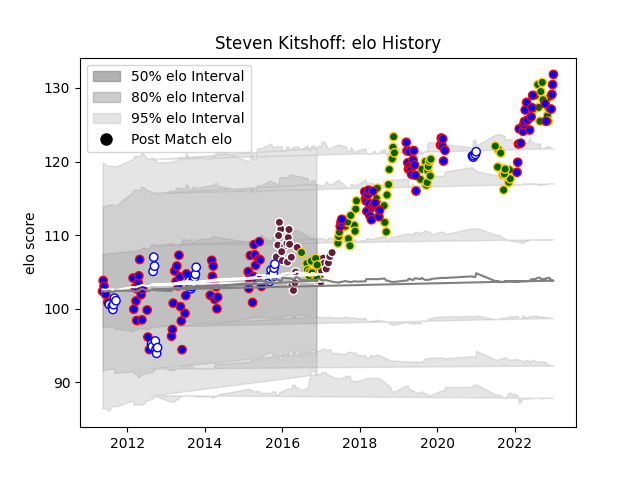 Steven Kitshoff: elo History
50% elo Interval
80% elo Interval
95% elo Interval
Post Match elo
elo score
130
120
110
100
90
2012 2014 2016 2018 2020 2022